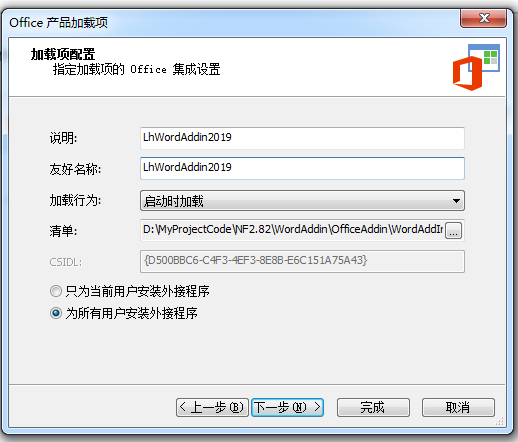 Office 产品加载项
加载项配置
指定加载项的 Office 集成设置
说明: LhWordAddin2019
友好名称: LhWordAddin2019
加载行为: 启动时加载
清单: D:\MyProjectCode\NF2.82\WordAddin\OfficeAddin\WordAddIn ...
CSIDL: {D500BBC6-C4F3-4EF3-8E8B-E6C151A75A43}
只为当前用户安装外接程序
为所有用户安装外接程序
< 上一步(B) 下一步(N) > 完成 取消